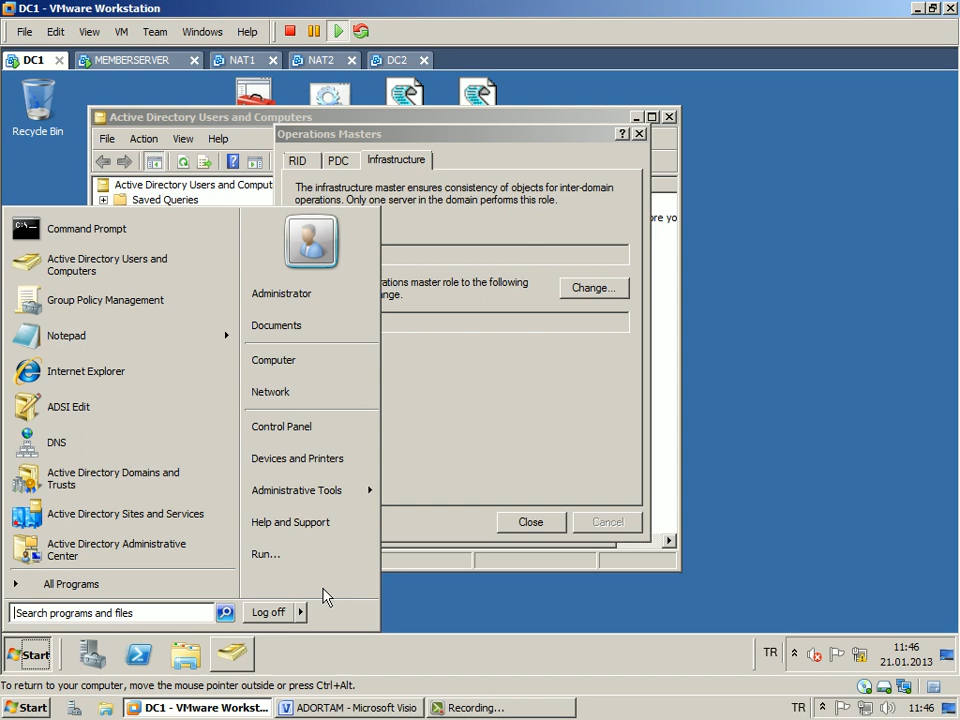 DC1 - VMware Workstation
File Edit View VM Team Windows Help
DC1 MEMBERSERVER NAT1 NAT2 DC2
Recycle Bin
Active Directory Users and Computers
File Action View Help
Operations Masters
RID PDC Infrastructure
Active Directory Users and Comput
Saved Queries
The infrastructure master ensures consistency of objects for inter-domain
operations. Only one server in the domain performs this role.
ore yo
rations master role to the following
nge.
Change...
Close Cancel
Command Prompt
Active Directory Users and
Computers
Group Policy Management
Notepad
Internet Explorer
ADSI Edit
DNS
Active Directory Domains and
Trusts
Active Directory Sites and Services
Active Directory Administrative
Center
All Programs
Search programs and files
Administrator
Documents
Computer
Network
Control Panel
Devices and Printers
Administrative Tools
Help and Support
Run...
Log off
Start
TR
11:46
21.01.2013
To return to your computer, move the mouse pointer outside or press Ctrl+Alt.
Start DC1 - VMware Workst... ADORTAM - Microsoft Visio Recording... TR 11:46